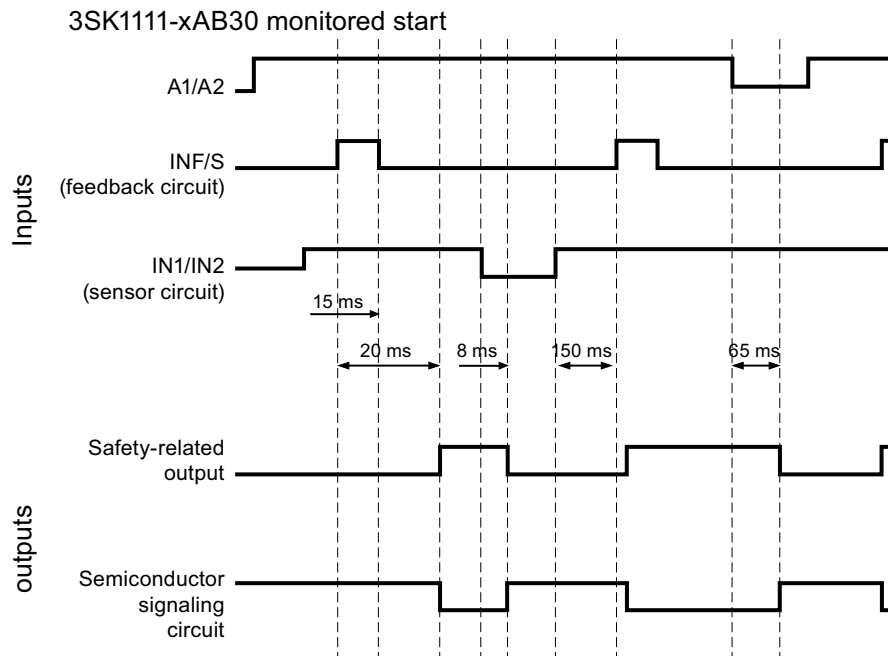 3SK1111-xAB30 monitored start
Inputs
A1/A2
INF/S
(feedback circuit)
IN1/IN2
(sensor circuit)
15 ms
20 ms
8 ms
150 ms
65 ms
outputs
Safety-related
output
Semiconductor
signaling
circuit